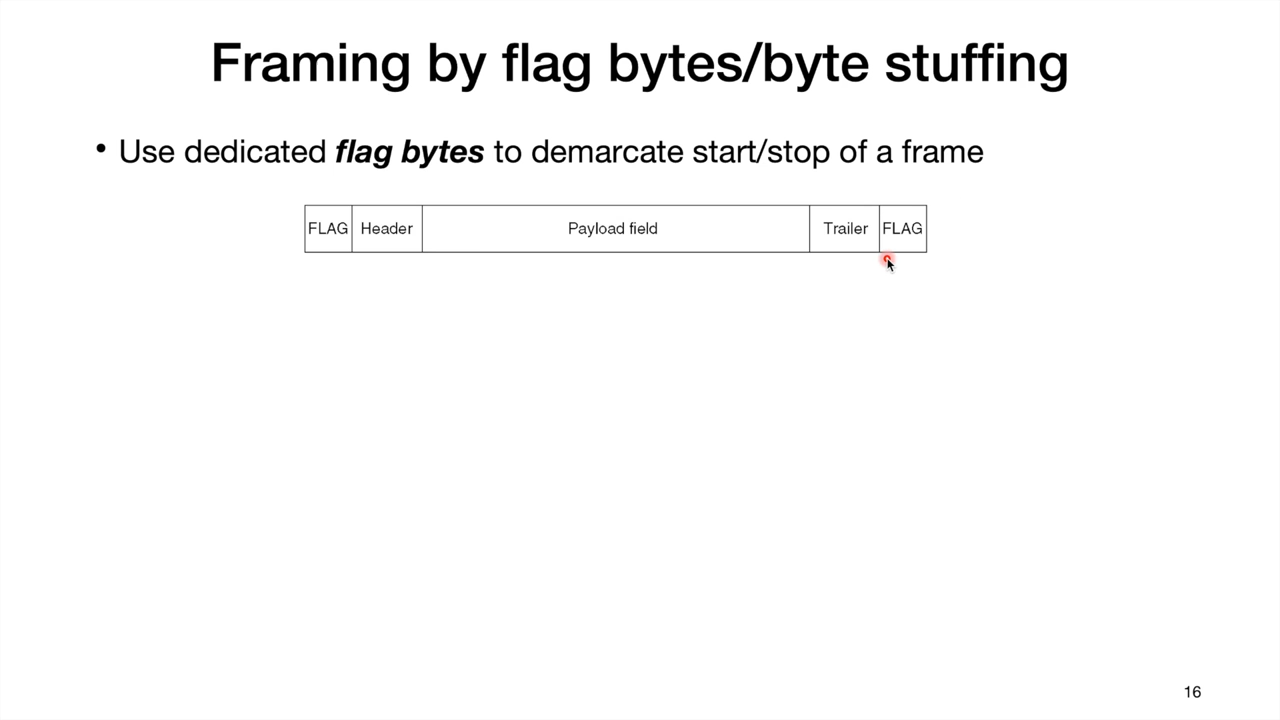 Framing by flag bytes/byte stuffing
• Use dedicated flag bytes to demarcate start/stop of a frame
FLAG Header Payload field Trailer FLAG
16